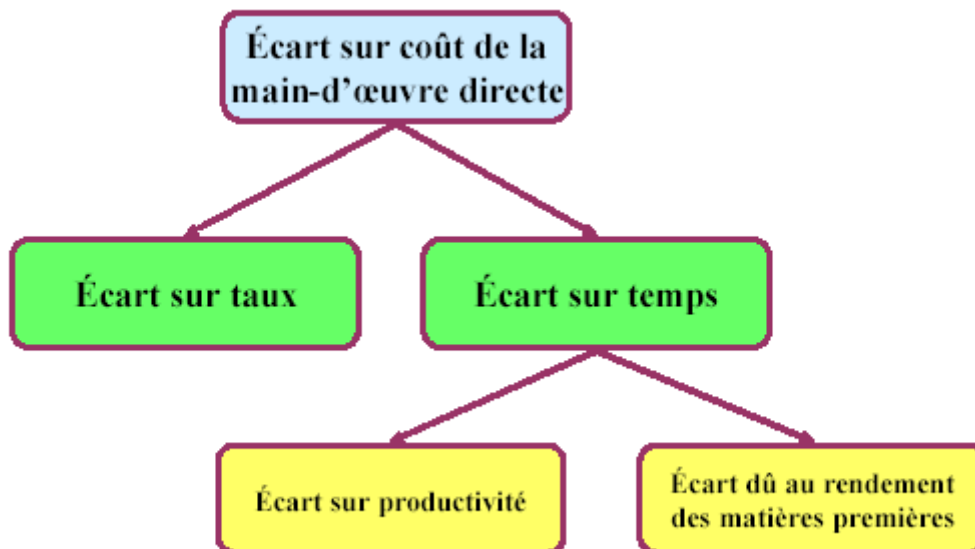 Écart sur coût de la
main-d’œuvre directe
Écart sur taux
Écart sur temps
Écart sur productivité
Écart dû au rendement
des matières premières